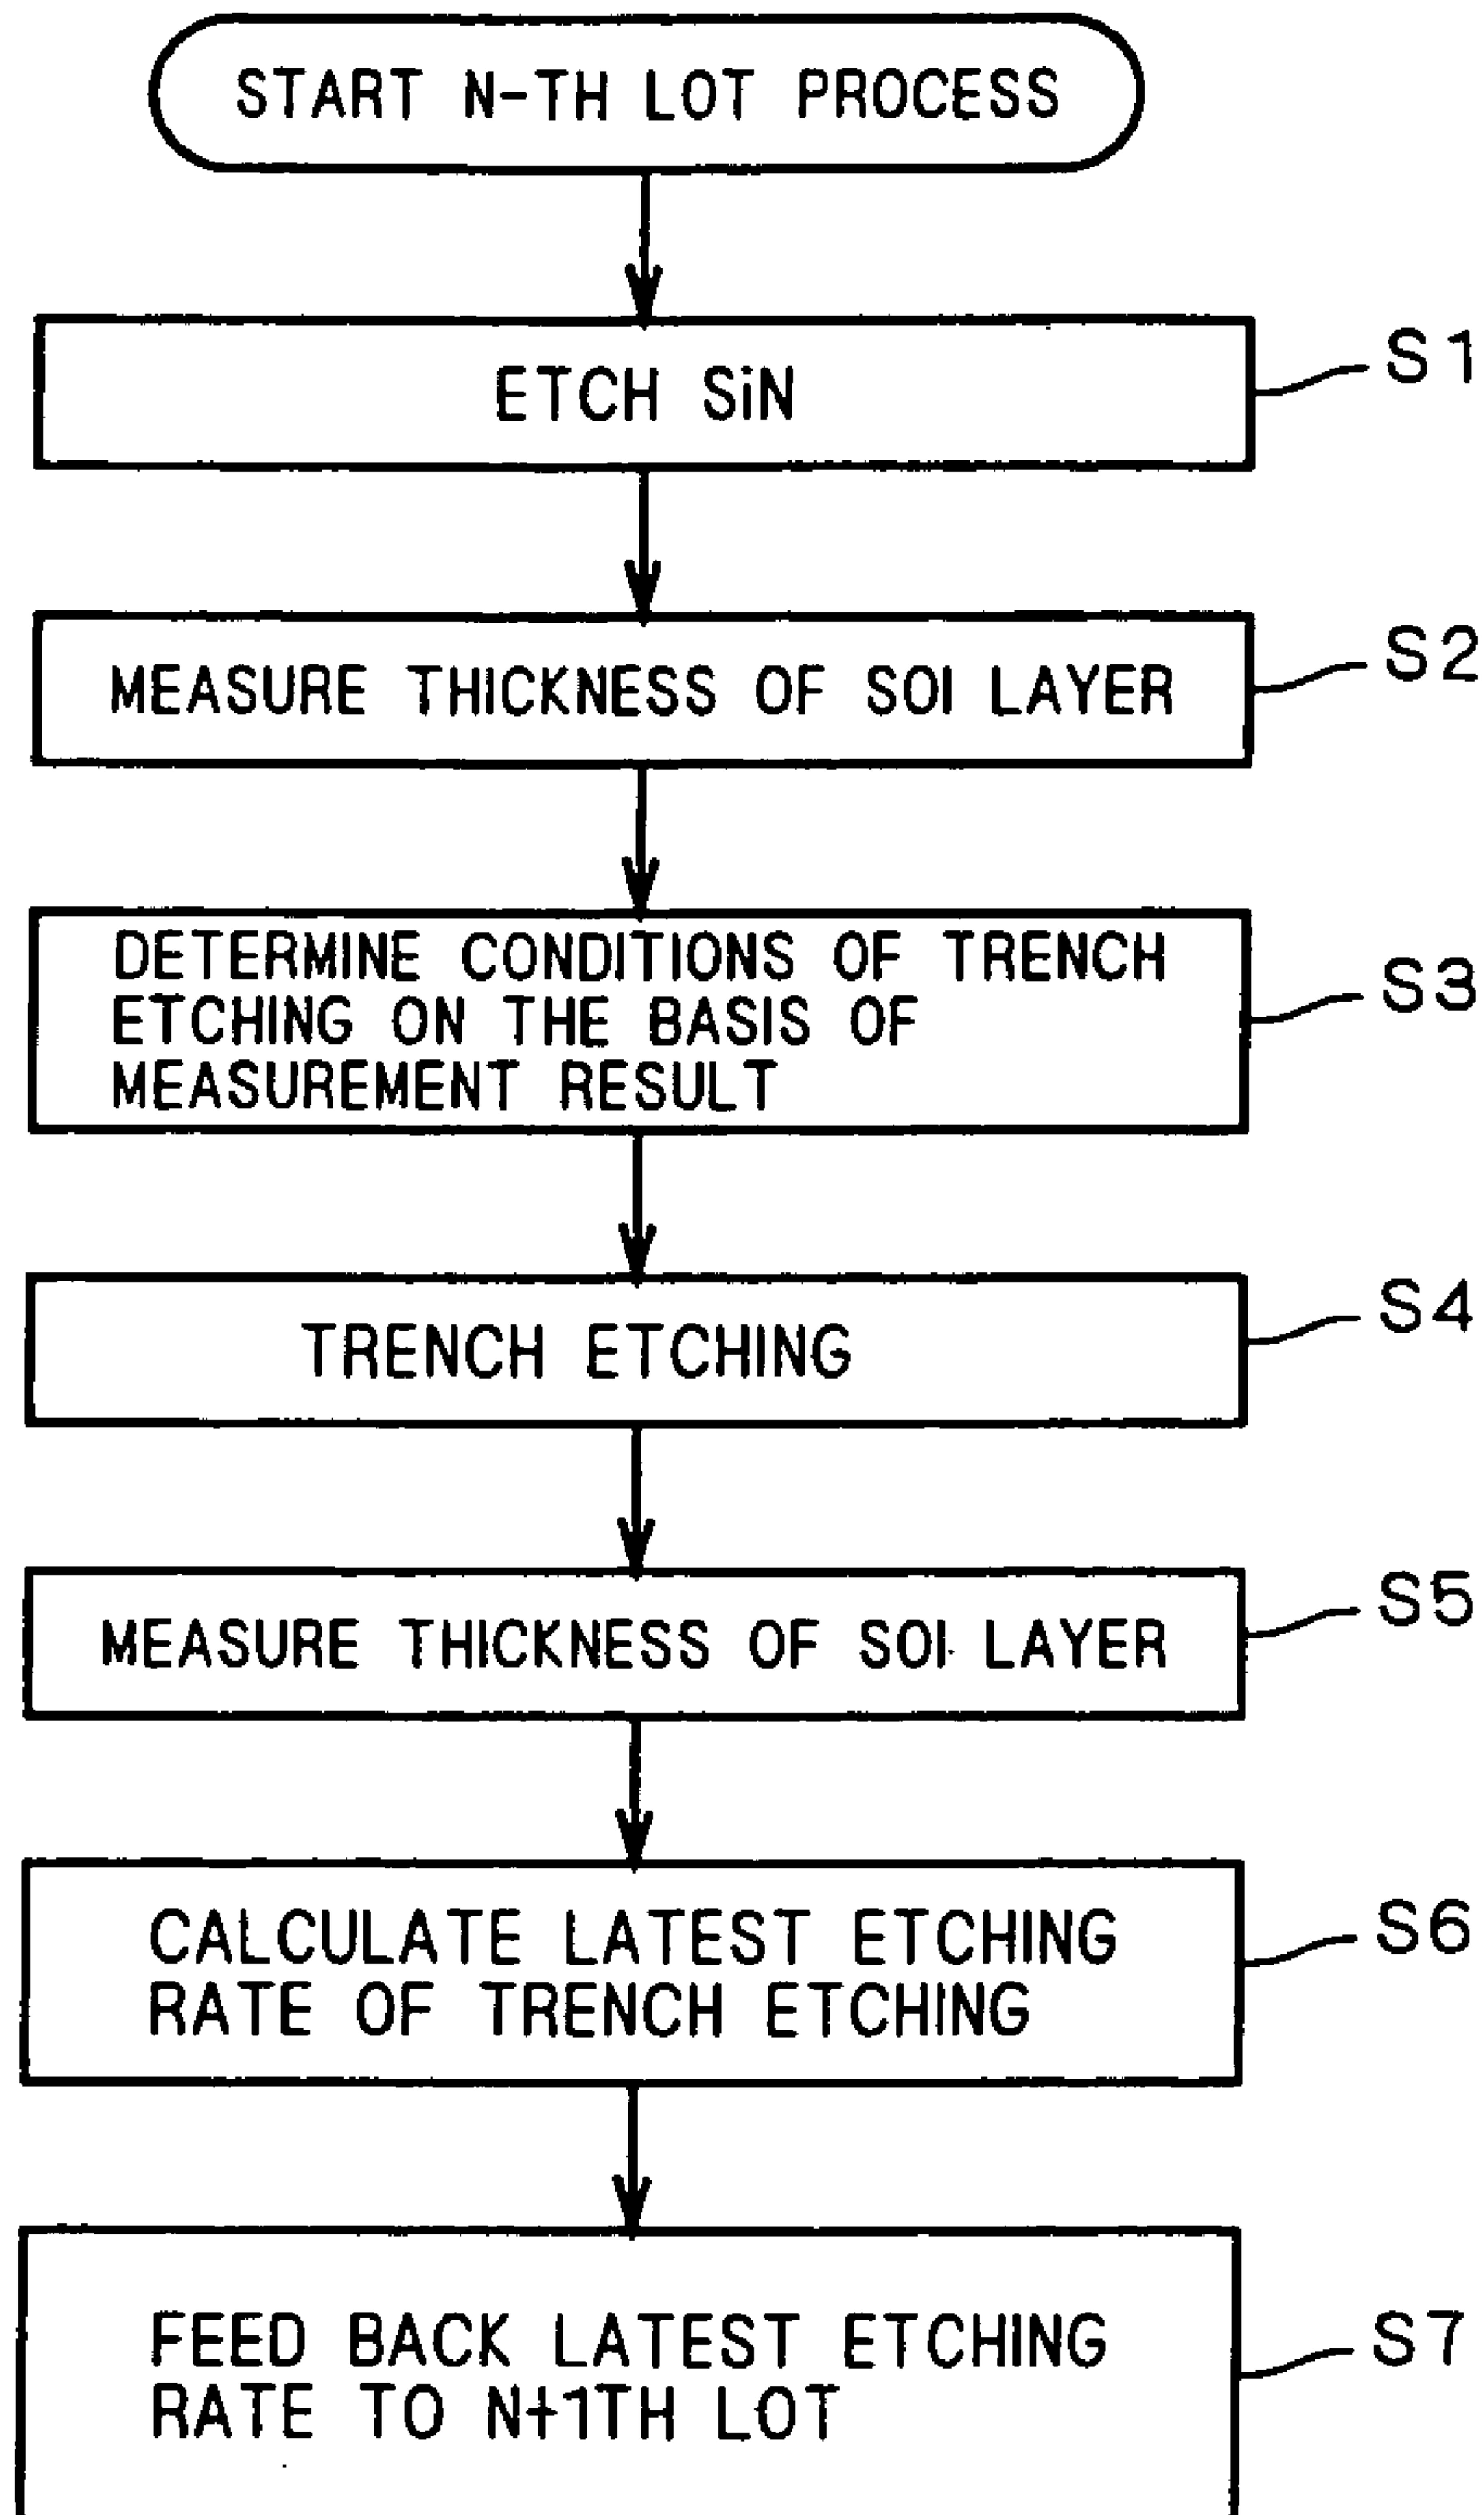 START N-TH LOT PROCESS
ETCH SiN
S1
MEASURE THICKNESS OF SOI LAYER
S2
DETERMINE CONDITIONS OF TRENCH
ETCHING ON THE BASIS OF
MEASUREMENT RESULT
S3
TRENCH ETCHING
S4
MEASURE THICKNESS OF SOI LAYER
S5
CALCULATE LATEST ETCHING
RATE OF TRENCH ETCHING
S6
FEED BACK LATEST ETCHING
RATE TO N+1TH LOT
S7